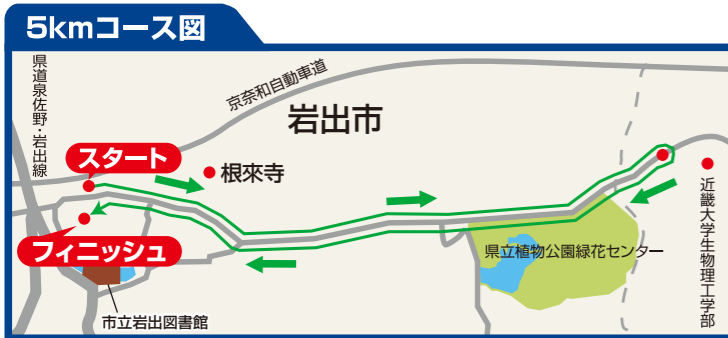 5kmコース図
県道泉佐野・岩出線
京奈和自動車道
岩出市
スタート
根來寺
フィニッシュ
県立植物公園緑花センター
近畿大学生物理工学部
市立岩出図書館